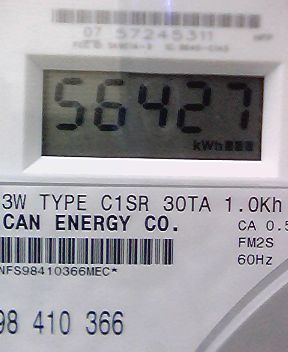 07 57245311
56427
kWh
3W TYPE C1SR 30TA 1.0Kh
CAN ENERGY CO.
CA 0.5
FM2S
60Hz
NFS98410366MEC*
98 410 366